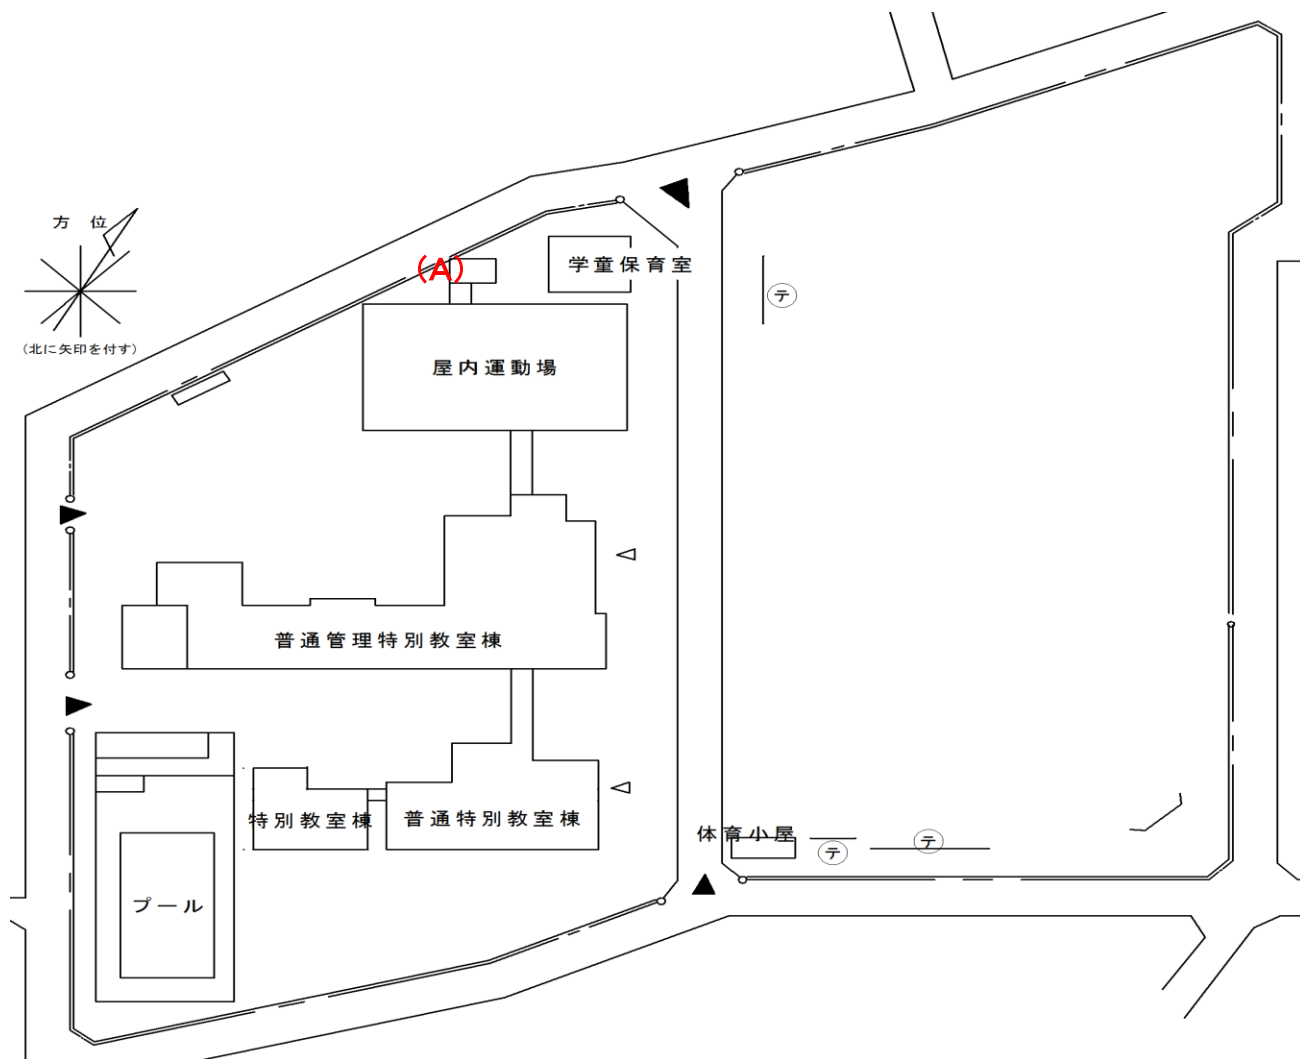 方 位
(北に矢印を付す)
(A)
学童保育室
テ
屋内運動場
普通管理特別教室棟
特別教室棟
普通特別教室棟
体育小屋
テ
テ
プール